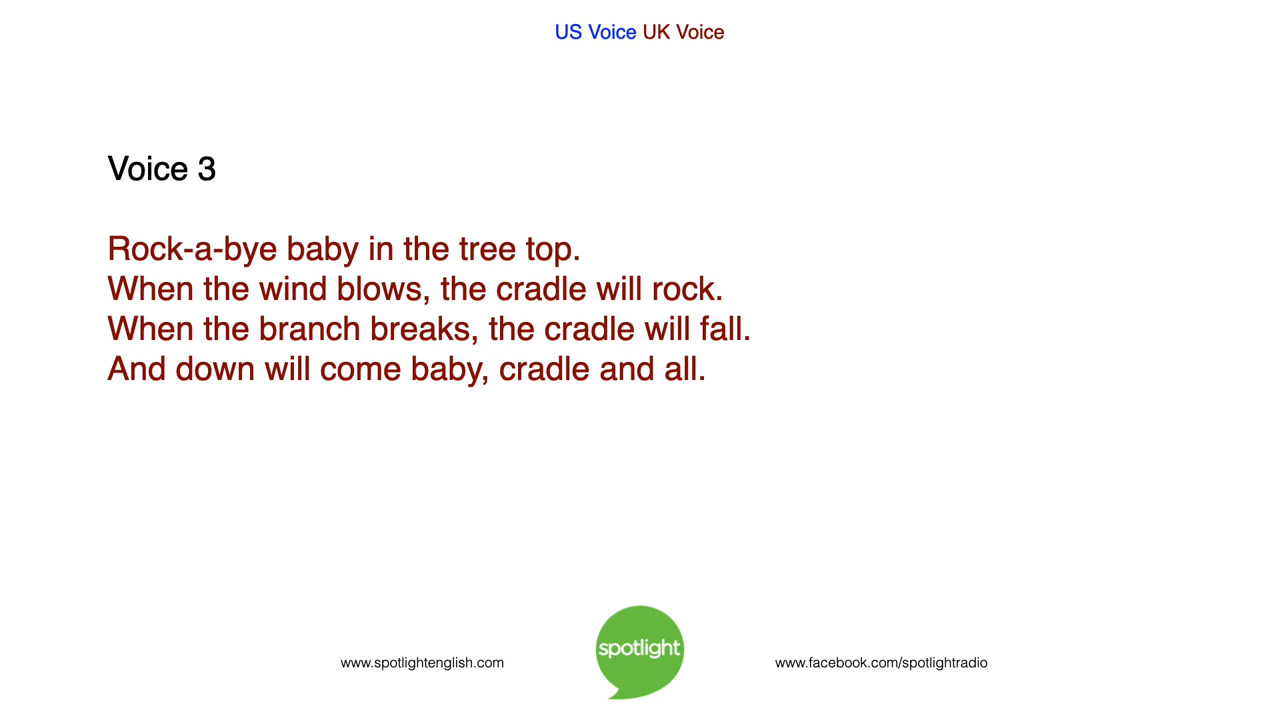 US Voice UK Voice
Voice 3
Rock-a-bye baby in the tree top.
When the wind blows, the cradle will rock.
When the branch breaks, the cradle will fall.
And down will come baby, cradle and all.
www.spotlightenglish.com
spotlight
www.facebook.com/spotlightradio